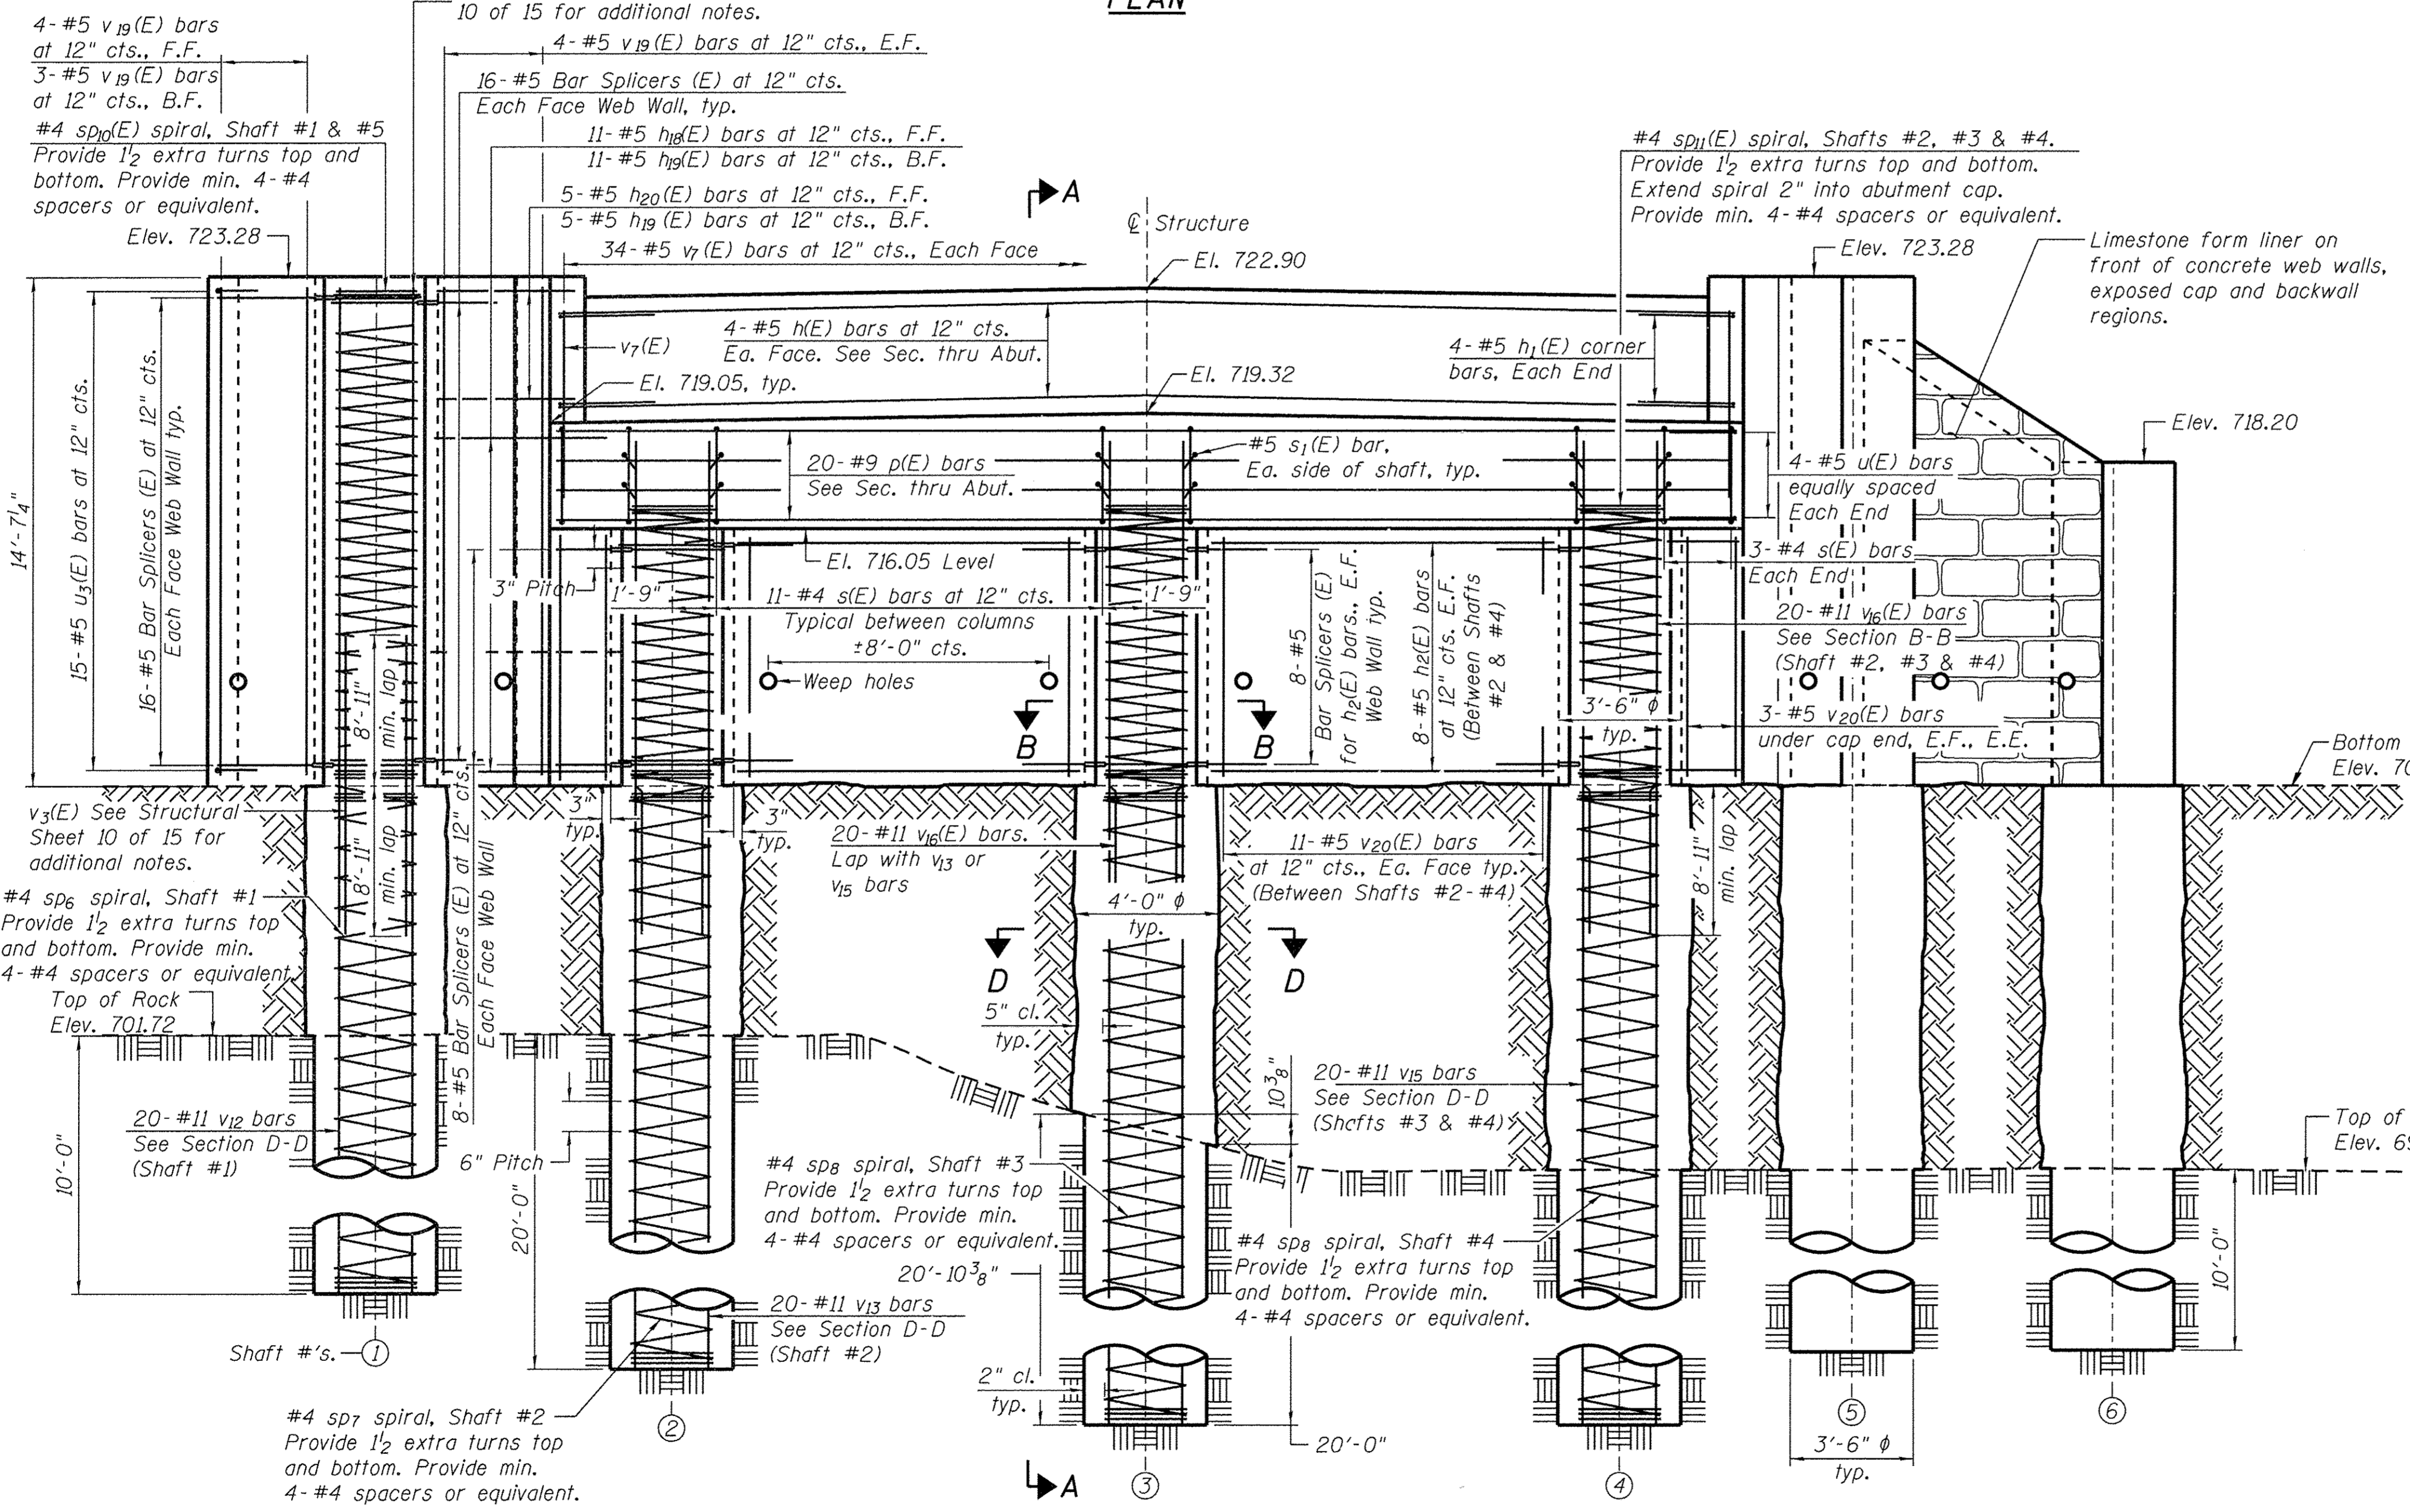 PLAN
10 of 15 for additional notes.
4-#5 v19(E) bars
at 12" cts., F.F.
3-#5 v19(E) bars
at 12" cts., B.F.
#4 sp10(E) spiral, Shaft #1 & #5
Provide 1½ extra turns top and
bottom. Provide min. 4-#4
spacers or equivalent.
Elev. 723.28
4-#5 v19(E) bars at 12" cts., E.F.
16-#5 Bar Splicers (E) at 12" cts.
Each Face Web Wall, typ.
11-#5 h18(E) bars at 12" cts., F.F.
11-#5 h19(E) bars at 12" cts., B.F.
5-#5 h20(E) bars at 12" cts., F.F.
5-#5 h19(E) bars at 12" cts., B.F.
34-#5 v7(E) bars at 12" cts., Each Face
A
℄ Structure
El. 722.90
#4 sp11(E) spiral, Shafts #2, #3 & #4.
Provide 1½ extra turns top and bottom.
Extend spiral 2" into abutment cap.
Provide min. 4-#4 spacers or equivalent.
Elev. 723.28
Limestone form liner on
front of concrete web walls,
exposed cap and backwall
regions.
v7(E)
4-#5 h(E) bars at 12" cts.
Ea. Face. See Sec. thru Abut.
4-#5 h1(E) corner
bars, Each End
El. 719.05, typ.
El. 719.32
Elev. 718.20
14'-7¼"
15-#5 u3(E) bars at 12" cts.
16-#5 Bar Splicers (E) at 12" cts.
Each Face Web Wall typ.
20-#9 p(E) bars
See Sec. thru Abut.
#5 s1(E) bar,
Ea. side of shaft, typ.
4-#5 u(E) bars
equally spaced
Each End
El. 716.05 Level
3" Pitch
1'-9"
11-#4 s(E) bars at 12" cts.
Typical between columns
±8'-0" cts.
1'-9"
Weep holes
8-#5
Bar Splicers (E)
for h2(E) bars., E.F.
Web Wall typ.
8-#5 h2(E) bars
at 12" cts. E.F.
(Between Shafts
#2 & #4)
3-#4 s(E) bars
Each End
20-#11 v16(E) bars
See Section B-B
(Shaft #2, #3 & #4)
3'-6" ϕ
typ.
3-#5 v20(E) bars
under cap end, E.F., E.E.
B
B
8'-11"
min. lap
8'-11"
min. lap
Bottom
v3(E) See Structural
Sheet 10 of 15 for
additional notes.
3"
typ.
3"
typ.
20-#11 v16(E) bars.
Lap with v13 or
v15 bars
11-#5 v20(E) bars
at 12" cts., Ea. Face typ.
(Between Shafts #2-#4)
8'-11"
min. lap
#4 sp6 spiral, Shaft #1
Provide 1½ extra turns top
and bottom. Provide min.
4-#4 spacers or equivalent
4'-0" ϕ
typ.
D
D
Top of Rock
Elev. 701.72
8-#5 Bar Splicers (E) at 12" cts.
Each Face Web Wall
5" cl.
typ.
10⅜"
10'-0"
20-#11 v12 bars
See Section D-D
(Shaft #1)
6" Pitch
20'-0"
#4 sp8 spiral, Shaft #3
Provide 1½ extra turns top
and bottom. Provide min.
4-#4 spacers or equivalent.
20-#11 v15 bars
See Section D-D
(Shafts #3 & #4)
Top of
#4 sp8 spiral, Shaft #4
Provide 1½ extra turns top
and bottom. Provide min.
4-#4 spacers or equivalent.
20'-10⅜"
10'-0"
20-#11 v13 bars
See Section D-D
(Shaft #2)
Shaft #'s.
1
2" cl.
typ.
#4 sp7 spiral, Shaft #2
Provide 1½ extra turns top
and bottom. Provide min.
4-#4 spacers or equivalent.
2
20'-0"
A
3
4
5
6
3'-6" ϕ
typ.